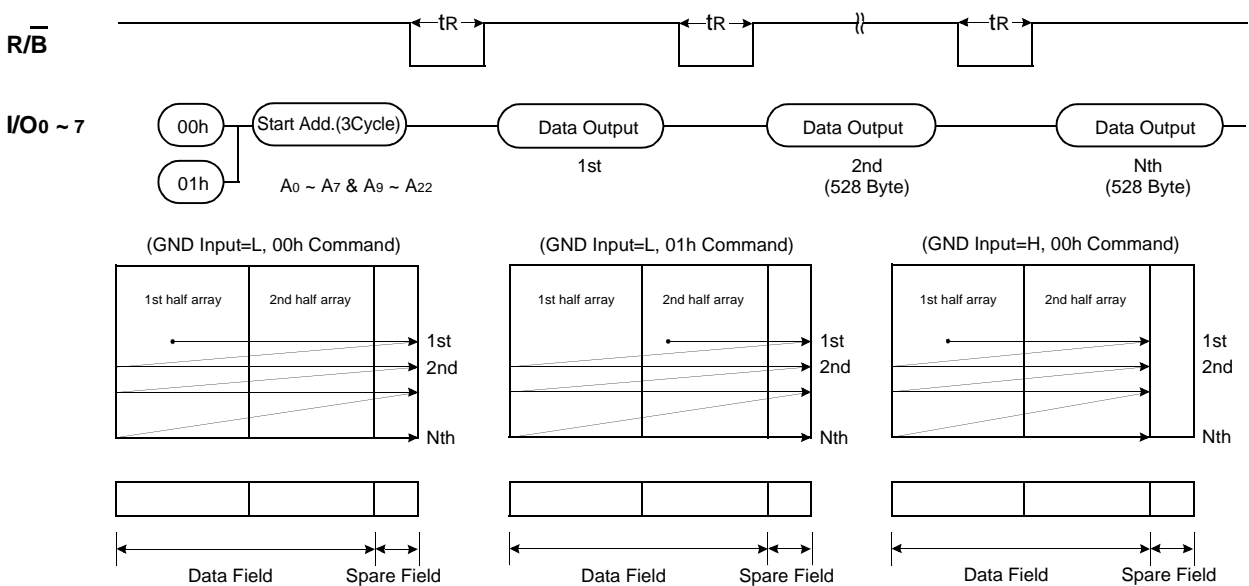 tR tR tR
R/B
I/O0 ~ 7 00h Start Add.(3Cycle) Data Output Data Output Data Output
01h A0 ~ A7 & A9 ~ A22 1st 2nd Nth
(528 Byte) (528 Byte)
(GND Input=L, 00h Command) (GND Input=L, 01h Command) (GND Input=H, 00h Command)
1st half array 2nd half array 1st half array 2nd half array 1st half array 2nd half array
1st 1st 1st
2nd 2nd 2nd
Nth Nth Nth
Data Field Spare Field Data Field Spare Field Data Field Spare Field